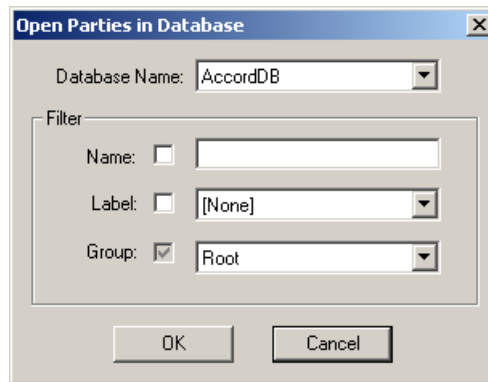 Open Parties in Database
Database Name: AccordDB
Filter
Name:
Label: [None]
Group: Root
OK Cancel